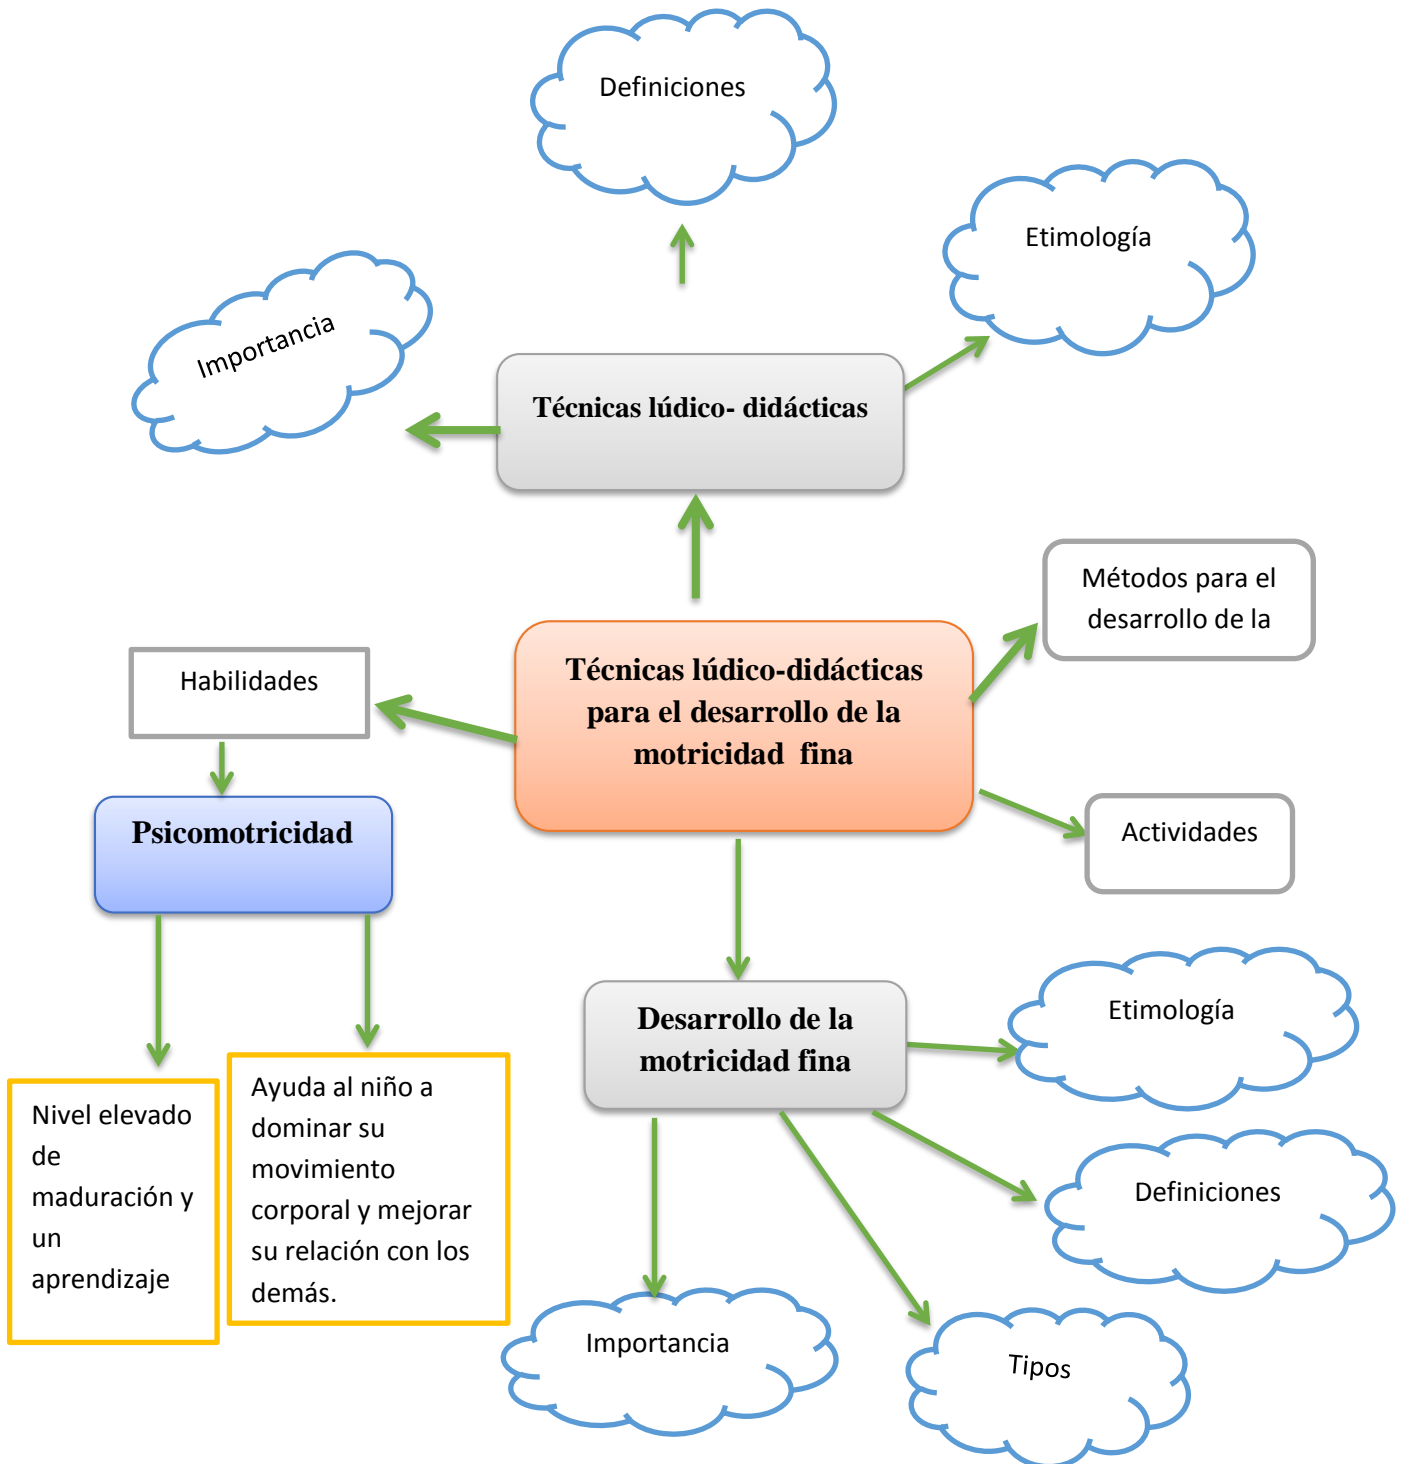 Definiciones
Etimología
Importancia
Técnicas lúdico- didácticas
Métodos para el
desarrollo de la
Habilidades
Técnicas lúdico-didácticas
para el desarrollo de la
motricidad fina
Psicomotricidad
Actividades
Desarrollo de la
motricidad fina
Etimología
Nivel elevado
de
maduración y
un
aprendizaje
Ayuda al niño a
dominar su
movimiento
corporal y mejorar
su relación con los
demás.
Definiciones
Importancia
Tipos